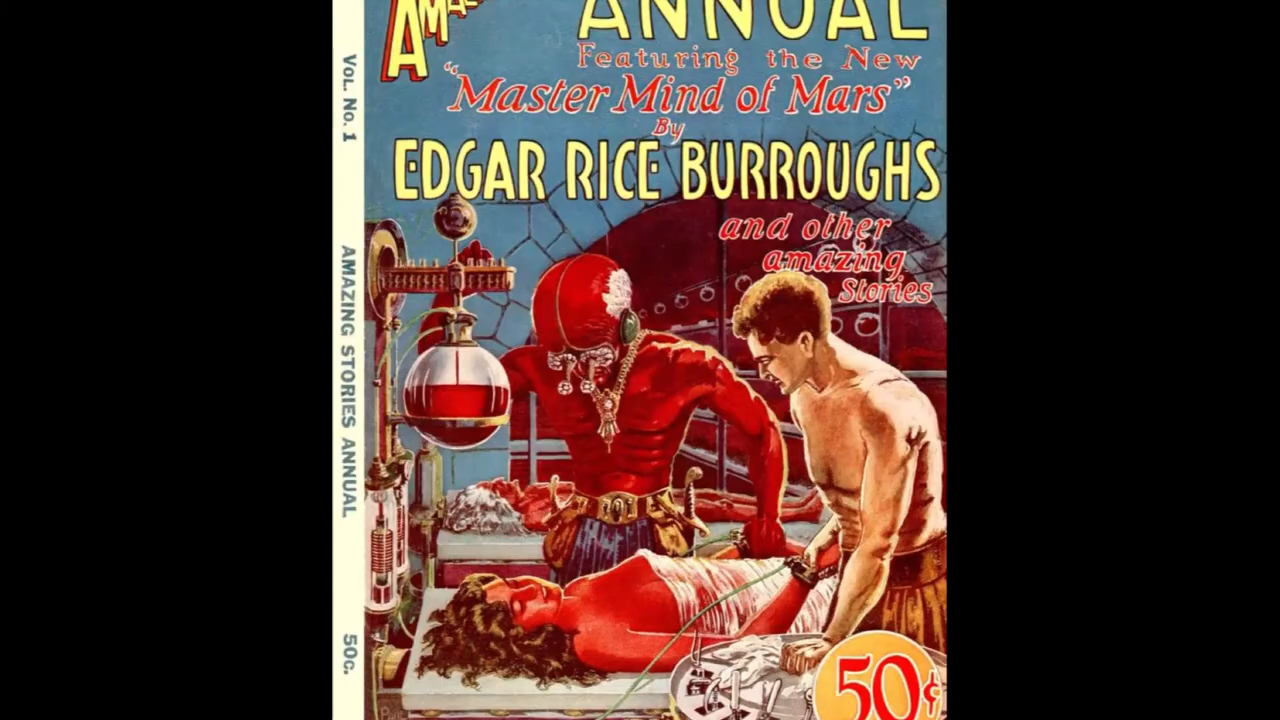 ANNUAL
Featuring the New
"Master Mind of Mars"
By
EDGAR RICE BURROUGHS
and other
amazing
Stories
50¢
VOL. NO. 1
AMAZING STORIES ANNUAL
50c.